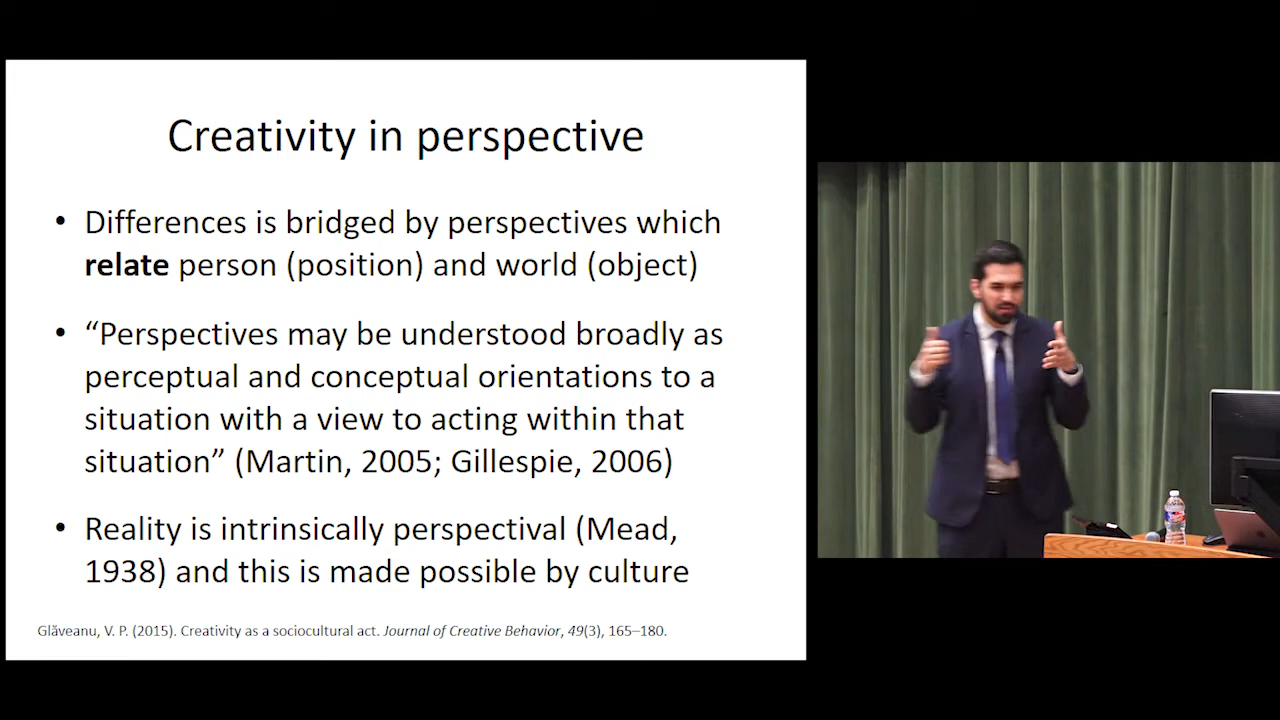 Creativity in perspective
• Differences is bridged by perspectives which
relate person (position) and world (object)
• “Perspectives may be understood broadly as
perceptual and conceptual orientations to a
situation with a view to acting within that
situation” (Martin, 2005; Gillespie, 2006)
• Reality is intrinsically perspectival (Mead,
1938) and this is made possible by culture
Glăveanu, V. P. (2015). Creativity as a sociocultural act. Journal of Creative Behavior, 49(3), 165–180.